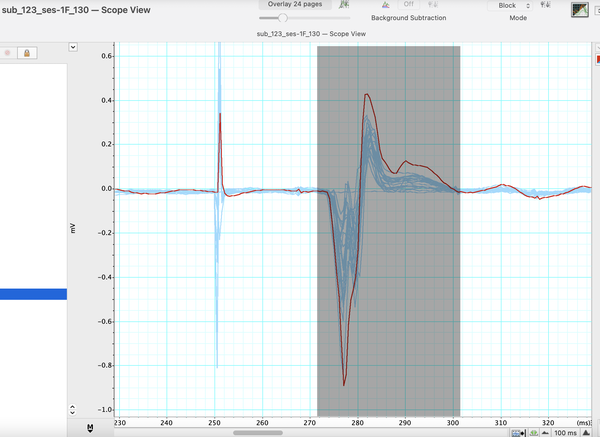 sub_123_ses-1F_130 — Scope View
Overlay 24 pages
Off
Block
Background Subtraction
Mode
sub_123_ses-1F_130 — Scope View
0.6
0.4
0.2
0.0
mV
-0.2
-0.4
-0.6
-0.8
-1.0
230
240
250
260
270
280
290
300
310
320
(ms)
M
100 ms